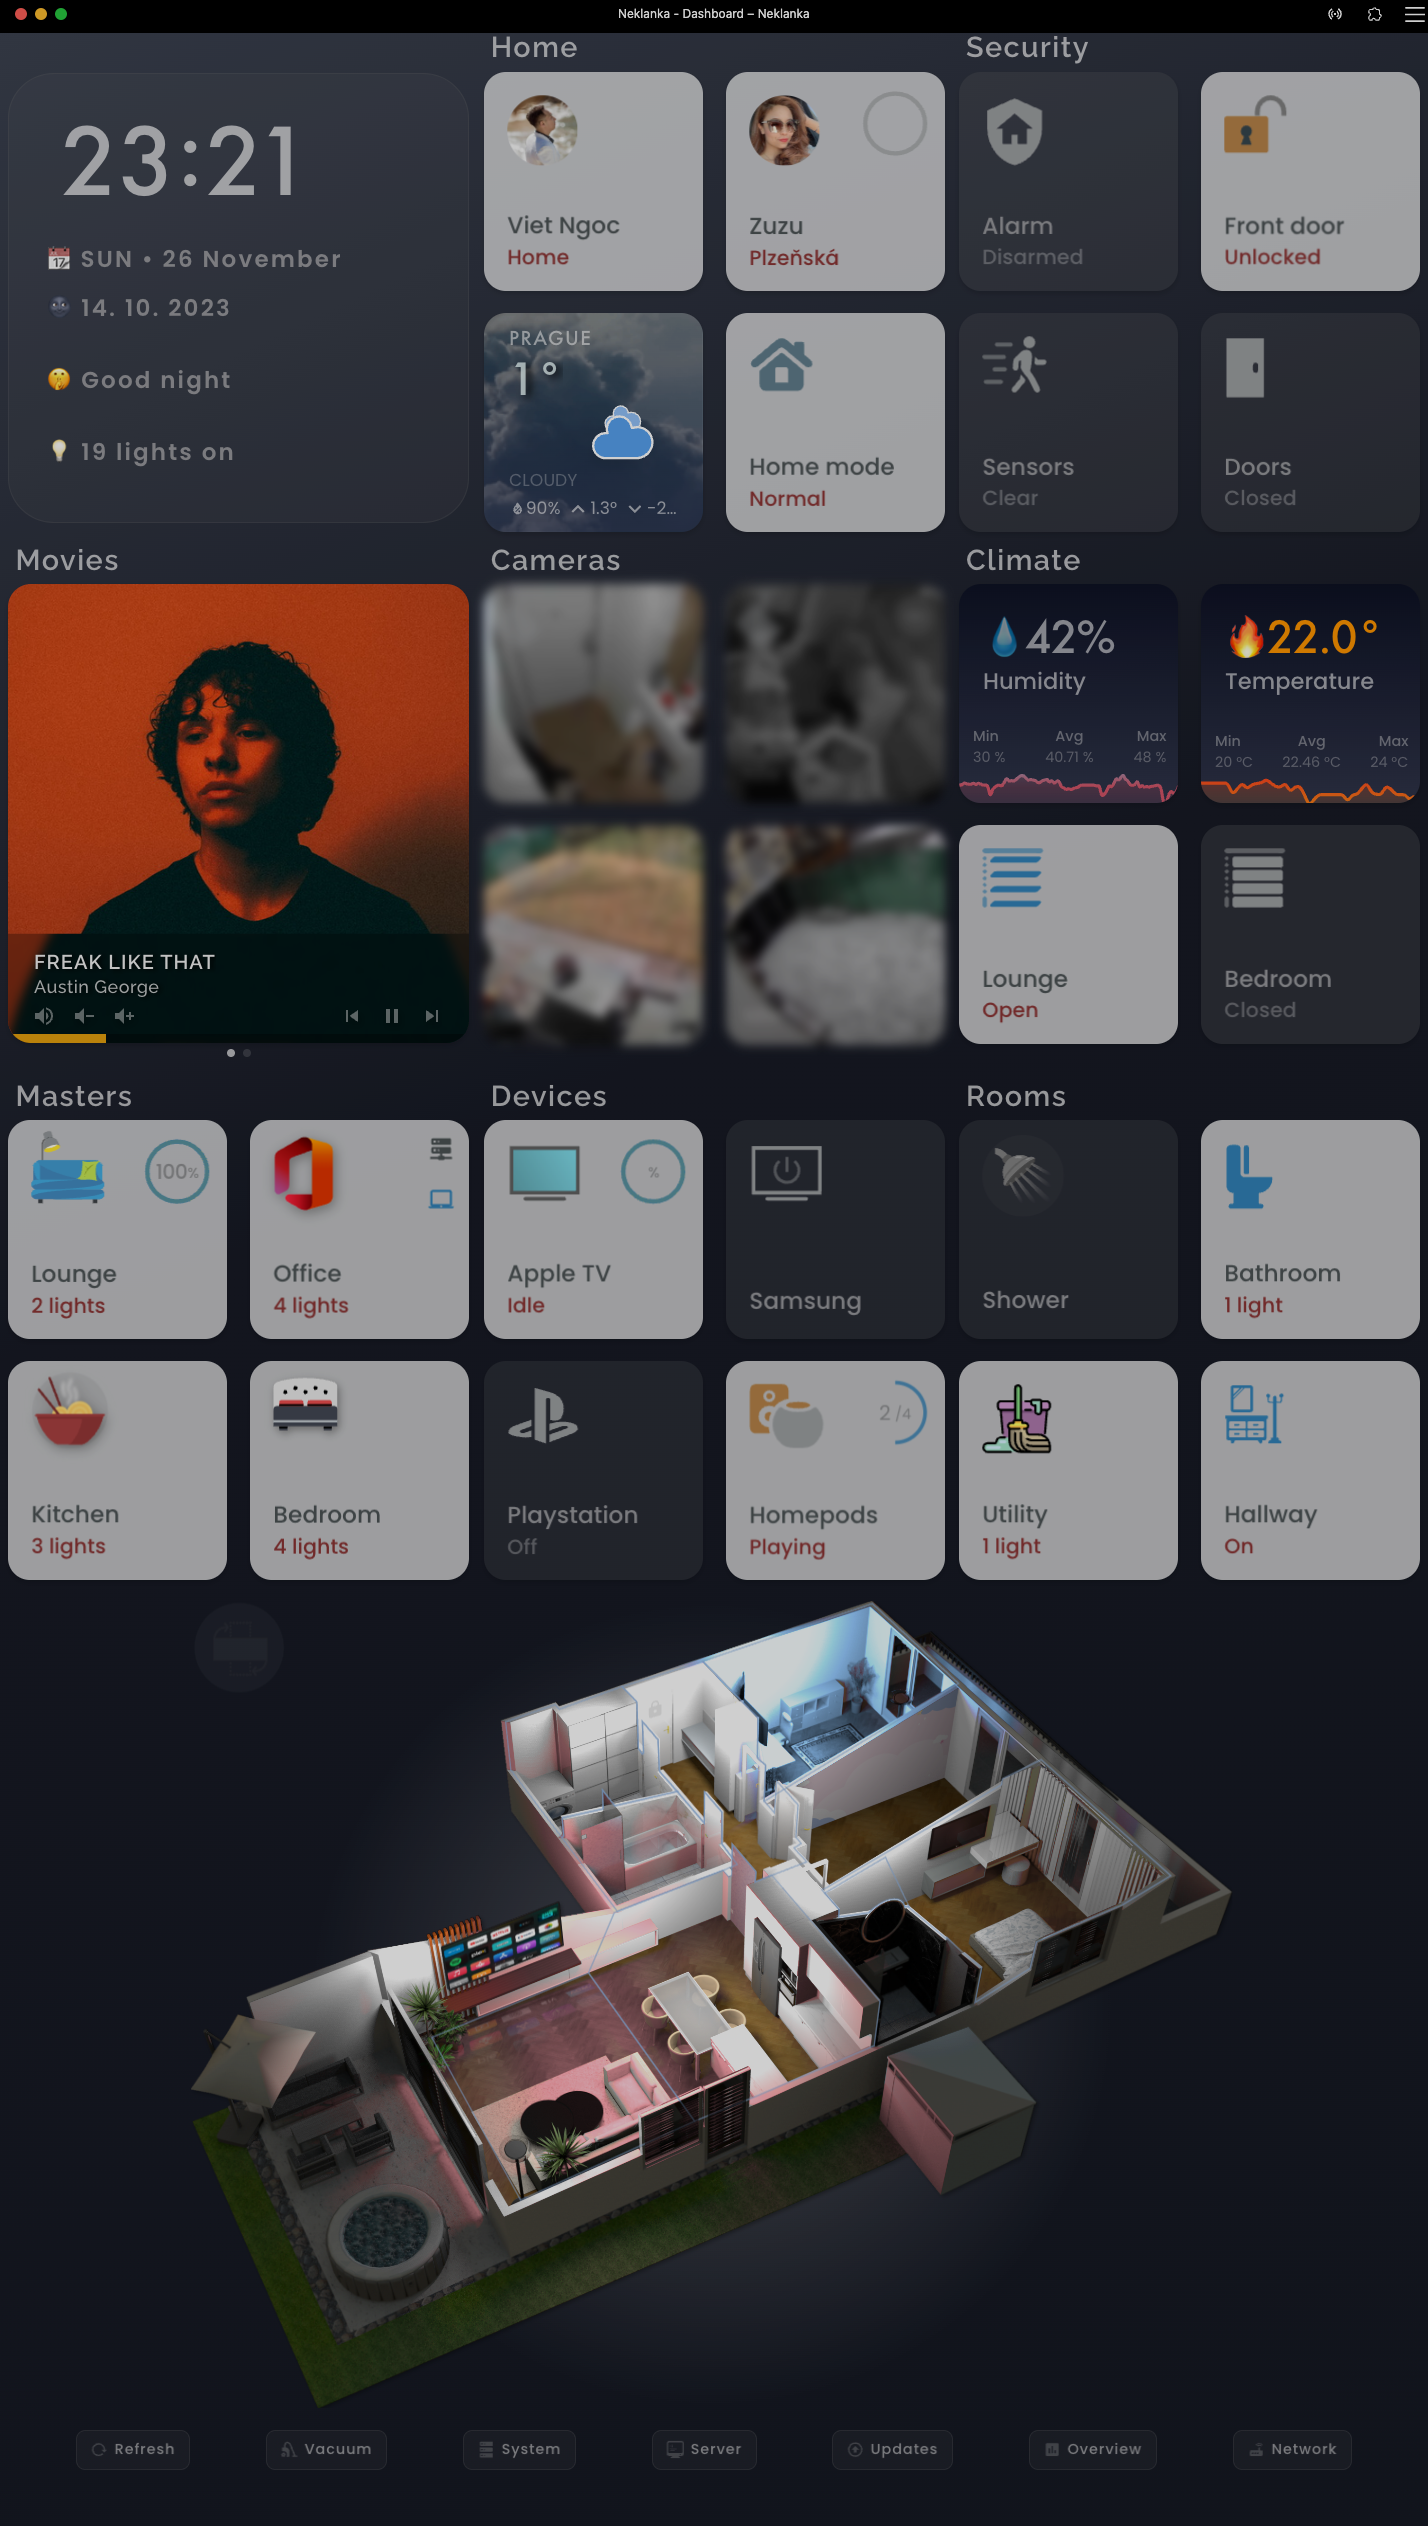 Neklanka - Dashboard – Neklanka
Home
Security
23:21
SUN • 26 November
14. 10. 2023
Good night
19 lights on
Viet Ngoc
Home
Zuzu
Plzeňská
Alarm
Disarmed
Front door
Unlocked
PRAGUE
1°
CLOUDY
90% 1.3° -2...
Home mode
Normal
Sensors
Clear
Doors
Closed
Movies
Cameras
Climate
FREAK LIKE THAT
Austin George
42%
Humidity
Min Avg Max
30 % 40.71 % 48 %
22.0°
Temperature
Min Avg Max
20 °C 22.46 °C 24 °C
Lounge
Open
Bedroom
Closed
Masters
Devices
Rooms
100%
Lounge
2 lights
Office
4 lights
%
Apple TV
Idle
Samsung
Shower
Bathroom
1 light
Kitchen
3 lights
Bedroom
4 lights
Playstation
Off
2 /4
Homepods
Playing
Utility
1 light
Hallway
On
Refresh
Vacuum
System
Server
Updates
Overview
Network